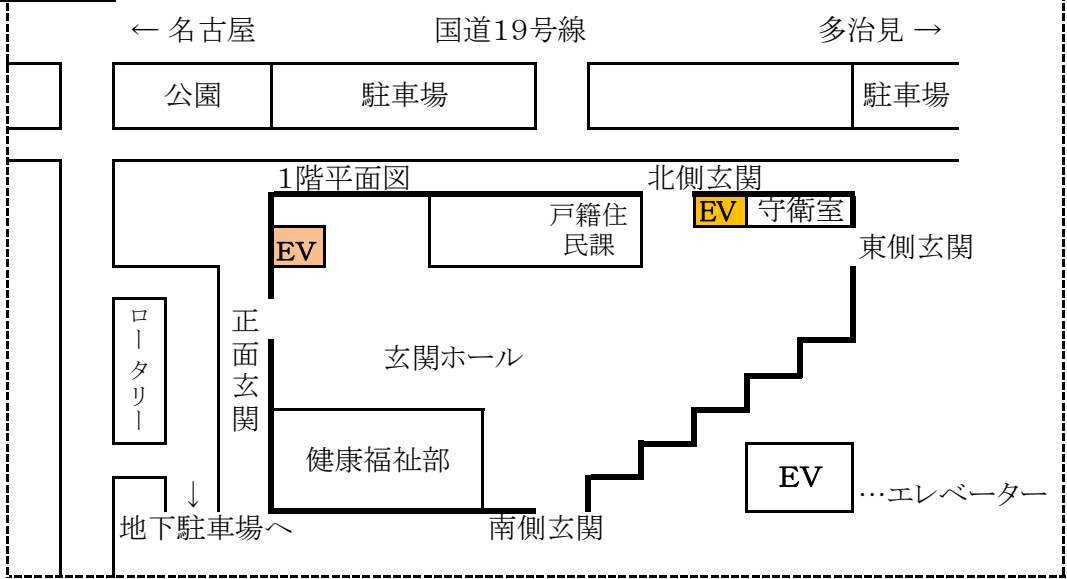 ← 名古屋
国道19号線
多治見 →
公園
駐車場
駐車場
1階平面図
北側玄関
EV
守衛室
戸籍住
民課
EV
東側玄関
ロータリー
正面玄関
玄関ホール
健康福祉部
EV
…エレベーター
↓
地下駐車場へ
南側玄関